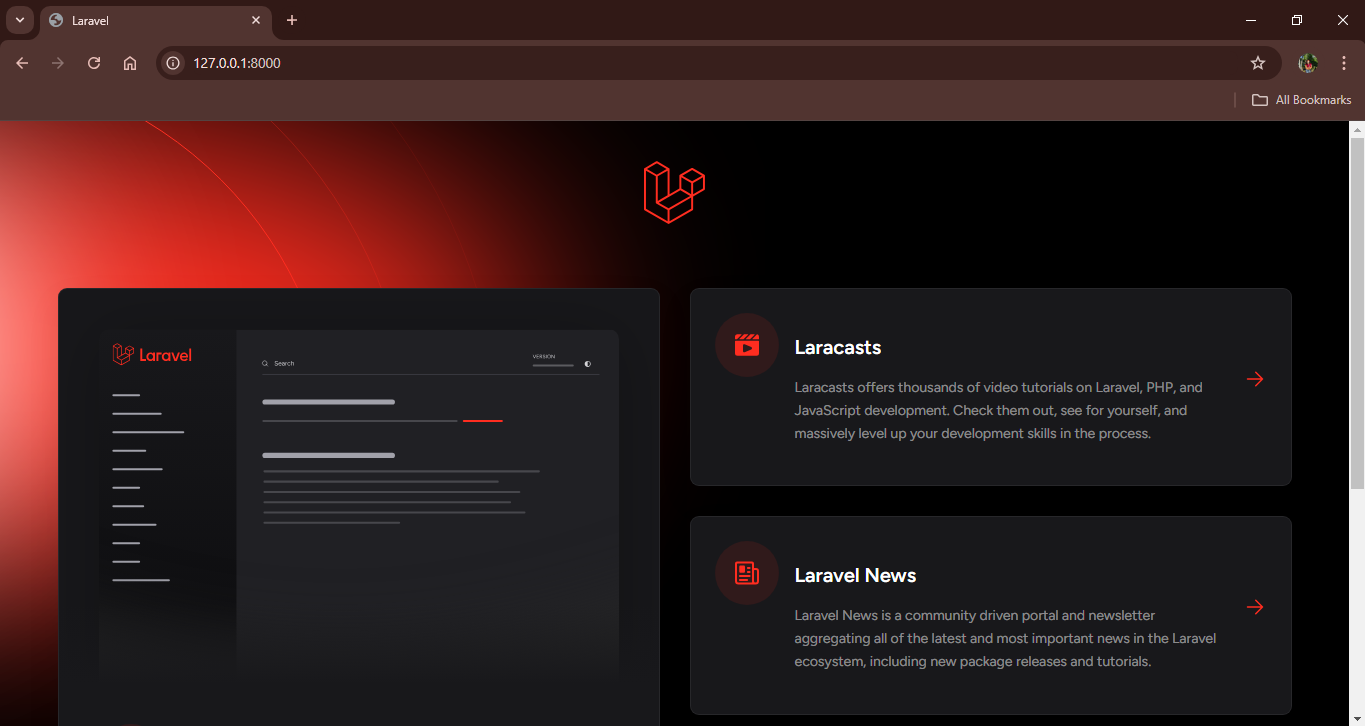 Laravel
127.0.0.1:8000
All Bookmarks
Laravel
Search
VERSION
Laracasts
Laracasts offers thousands of video tutorials on Laravel, PHP, and
JavaScript development. Check them out, see for yourself, and
massively level up your development skills in the process.
Laravel News
Laravel News is a community driven portal and newsletter
aggregating all of the latest and most important news in the Laravel
ecosystem, including new package releases and tutorials.